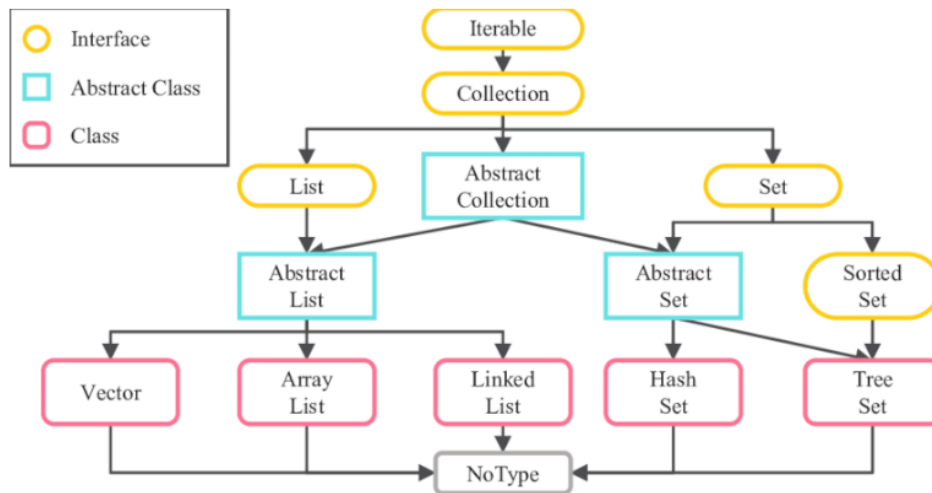 Interface
Abstract Class
Class
Iterable
Collection
List
Abstract
Collection
Set
Abstract
List
Abstract
Set
Sorted
Set
Vector
Array
List
Linked
List
Hash
Set
Tree
Set
NoType